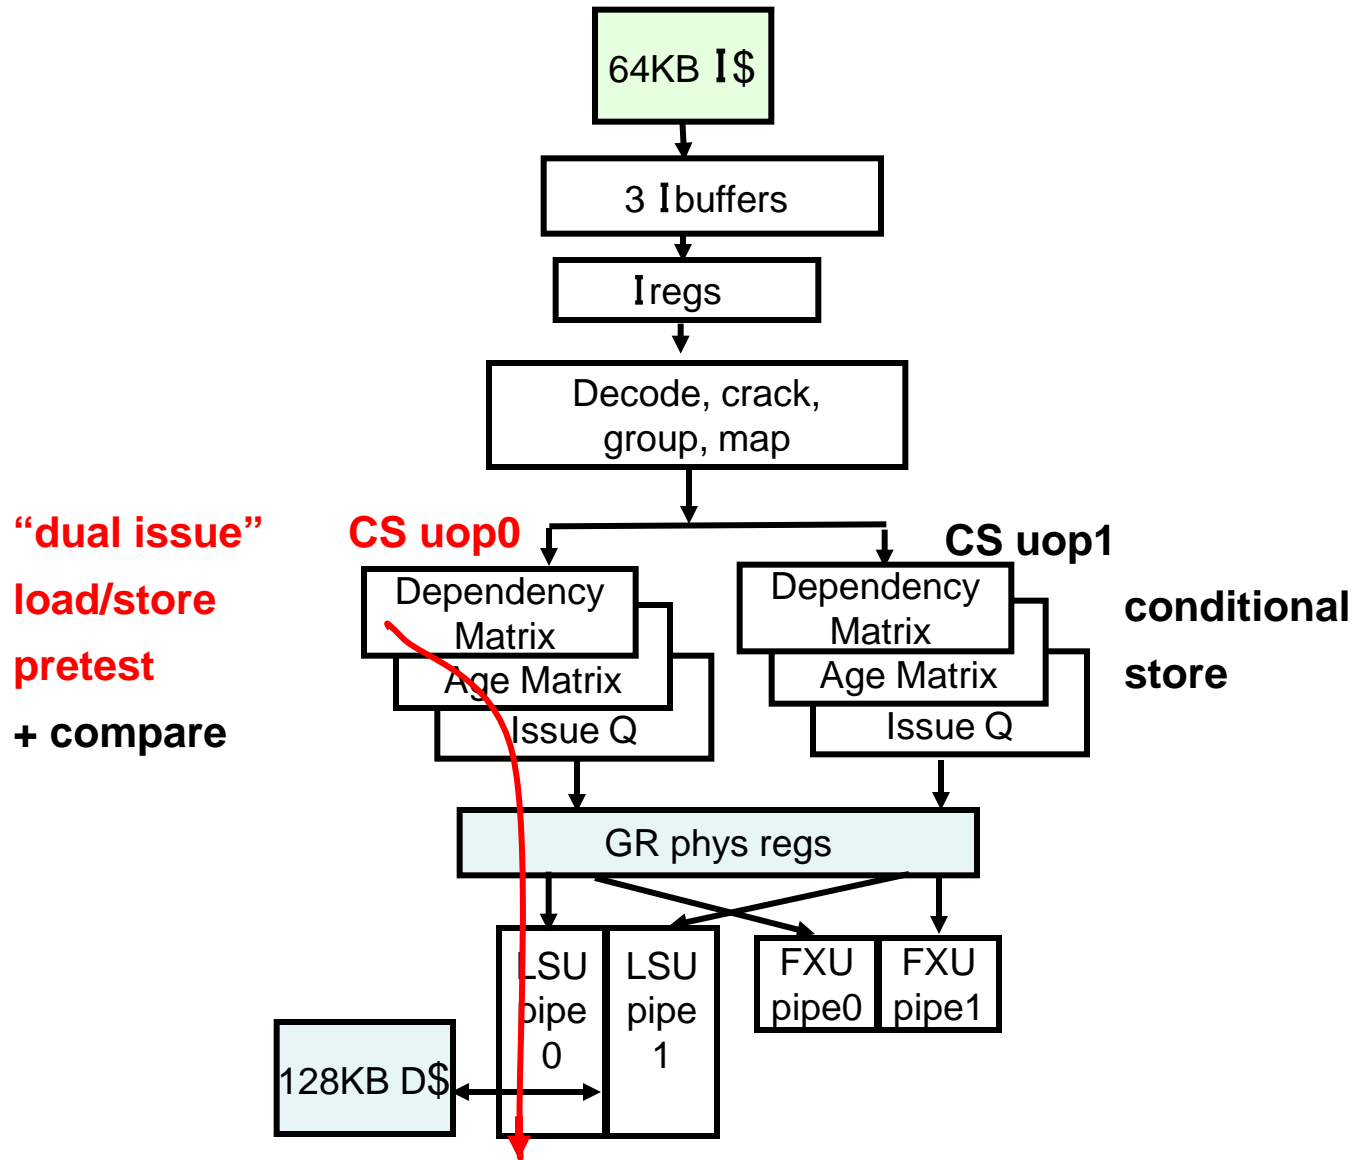 64KB I$
3 Ibuffers
Iregs
Decode, crack,
group, map
“dual issue”
load/store
pretest
+ compare
CS uop0
CS uop1
conditional
store
Dependency
Matrix
Age Matrix
Issue Q
Dependency
Matrix
Age Matrix
Issue Q
GR phys regs
LSU
pipe
0
LSU
pipe
1
FXU
pipe0
FXU
pipe1
128KB D$